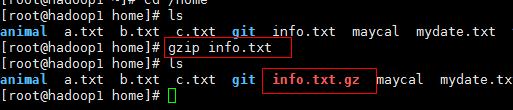 [root@hadoop1 ~]# cd /home
[root@hadoop1 home]# ls
animal a.txt b.txt c.txt git info.txt maycal mydate.txt
[root@hadoop1 home]# gzip info.txt
[root@hadoop1 home]# ls
animal a.txt b.txt c.txt git info.txt.gz maycal mydate.tx
[root@hadoop1 home]#